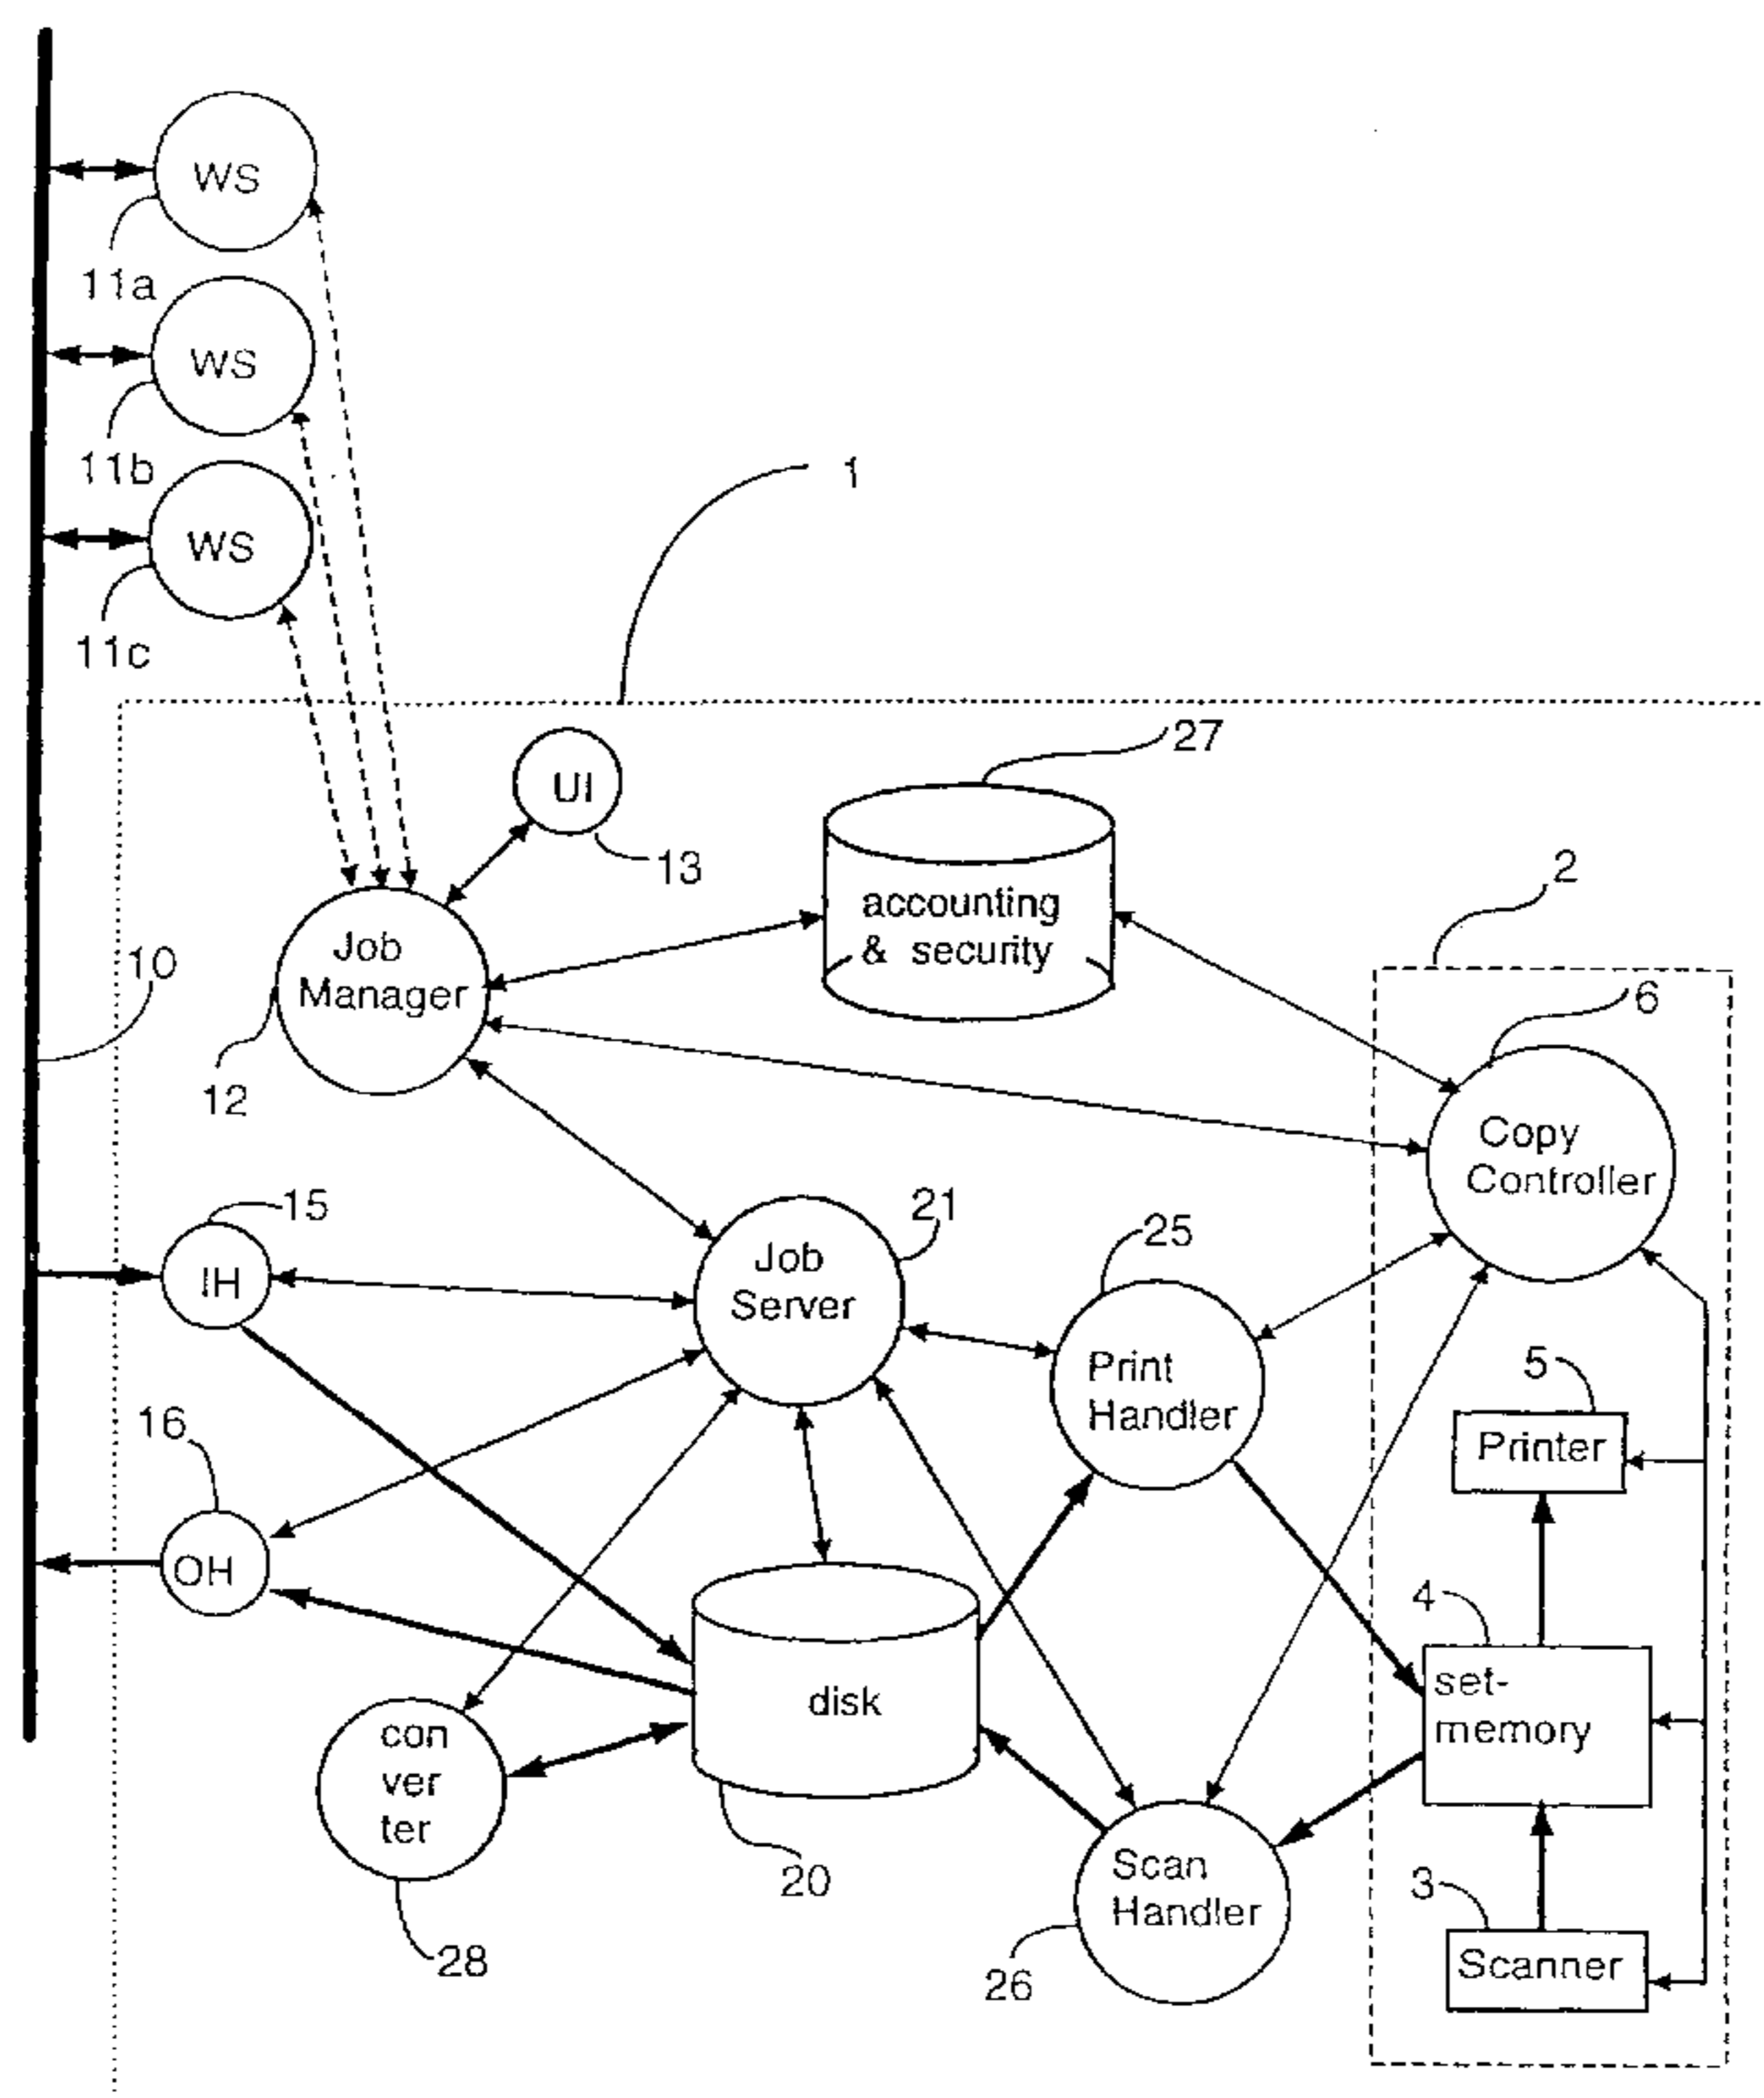 WS
11a
WS
11b
WS
11c
1
UI
13
27
accounting
& security
2
Job
Manager
10
12
6
Copy
Controller
15
IH
21
Job
Server
25
Print
Handler
5
Printer
16
OH
4
set-
memory
disk
con
ver
ter
20
28
Scan
Handler
26
3
Scanner